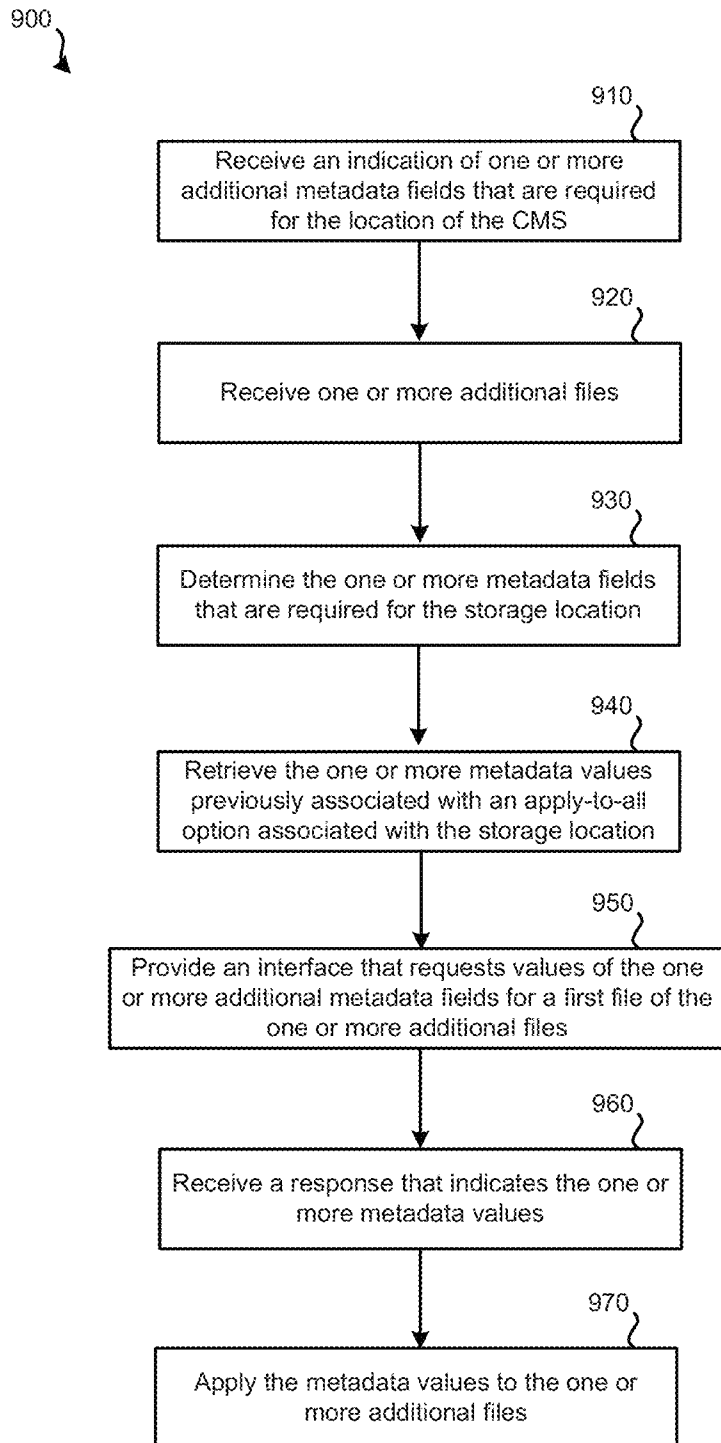 900
910
Receive an indication of one or more
additional metadata fields that are required
for the location of the CMS
920
Receive one or more additional files
930
Determine the one or more metadata fields
that are required for the storage location
940
Retrieve the one or more metadata values
previously associated with an apply-to-all
option associated with the storage location
950
Provide an interface that requests values of the one
or more additional metadata fields for a first file of the
one or more additional files
960
Receive a response that indicates the one or
more metadata values
970
Apply the metadata values to the one or
more additional files